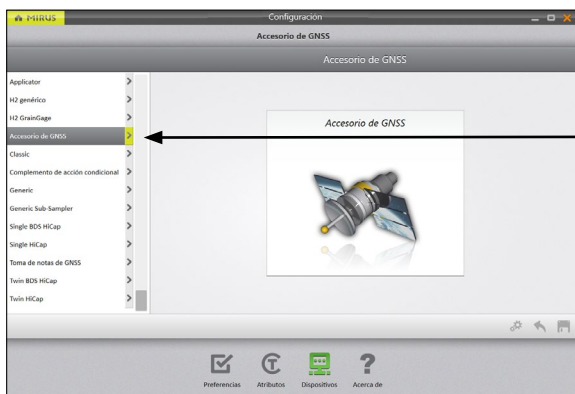 MIRUS
Configuración
Accesorio de GNSS
Accesorio de GNSS
Applicator
H2 genérico
H2 GrainGage
Accesorio de GNSS
Classic
Complemento de acción condicional
Generic
Generic Sub-Sampler
Single BDS HiCap
Single HiCap
Toma de notas de GNSS
Twin BDS HiCap
Twin HiCap
Accesorio de GNSS
Preferencias
Atributos
Dispositivos
Acerca de